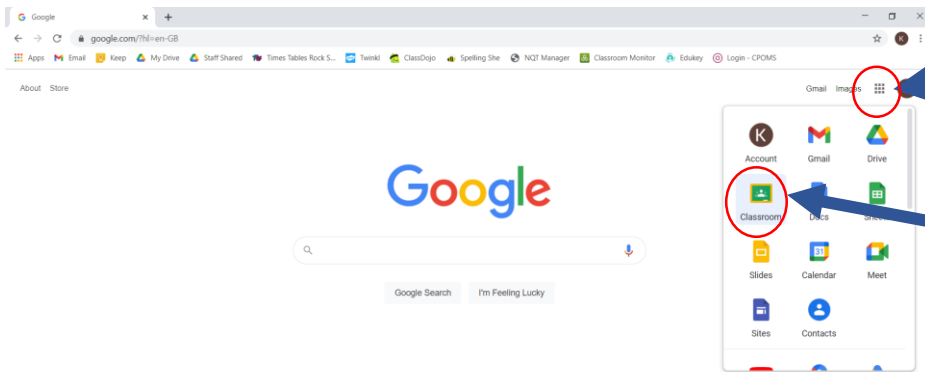 Google
google.com/?hl=en-GB
K
Apps Email Keep My Drive Staff Shared Times Tables Rock S... Twinkl ClassDojo Spelling She NQT Manager Classroom Monitor Edukey Login - CPOMS
About Store Gmail Images
K
Account Gmail Drive
Google
Classroom Docs
31
Slides Calendar Meet
Google Search I'm Feeling Lucky
Sites Contacts